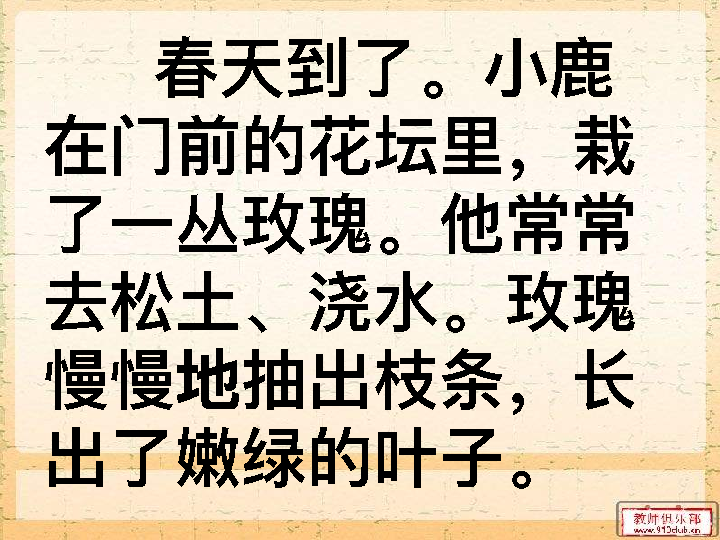 春天到了。小鹿
在门前的花坛里，栽
了一丛玫瑰。他常常
去松土、浇水。玫瑰
慢慢地抽出枝条，长
出了嫩绿的叶子。
教师俱乐部
www.910club.cn